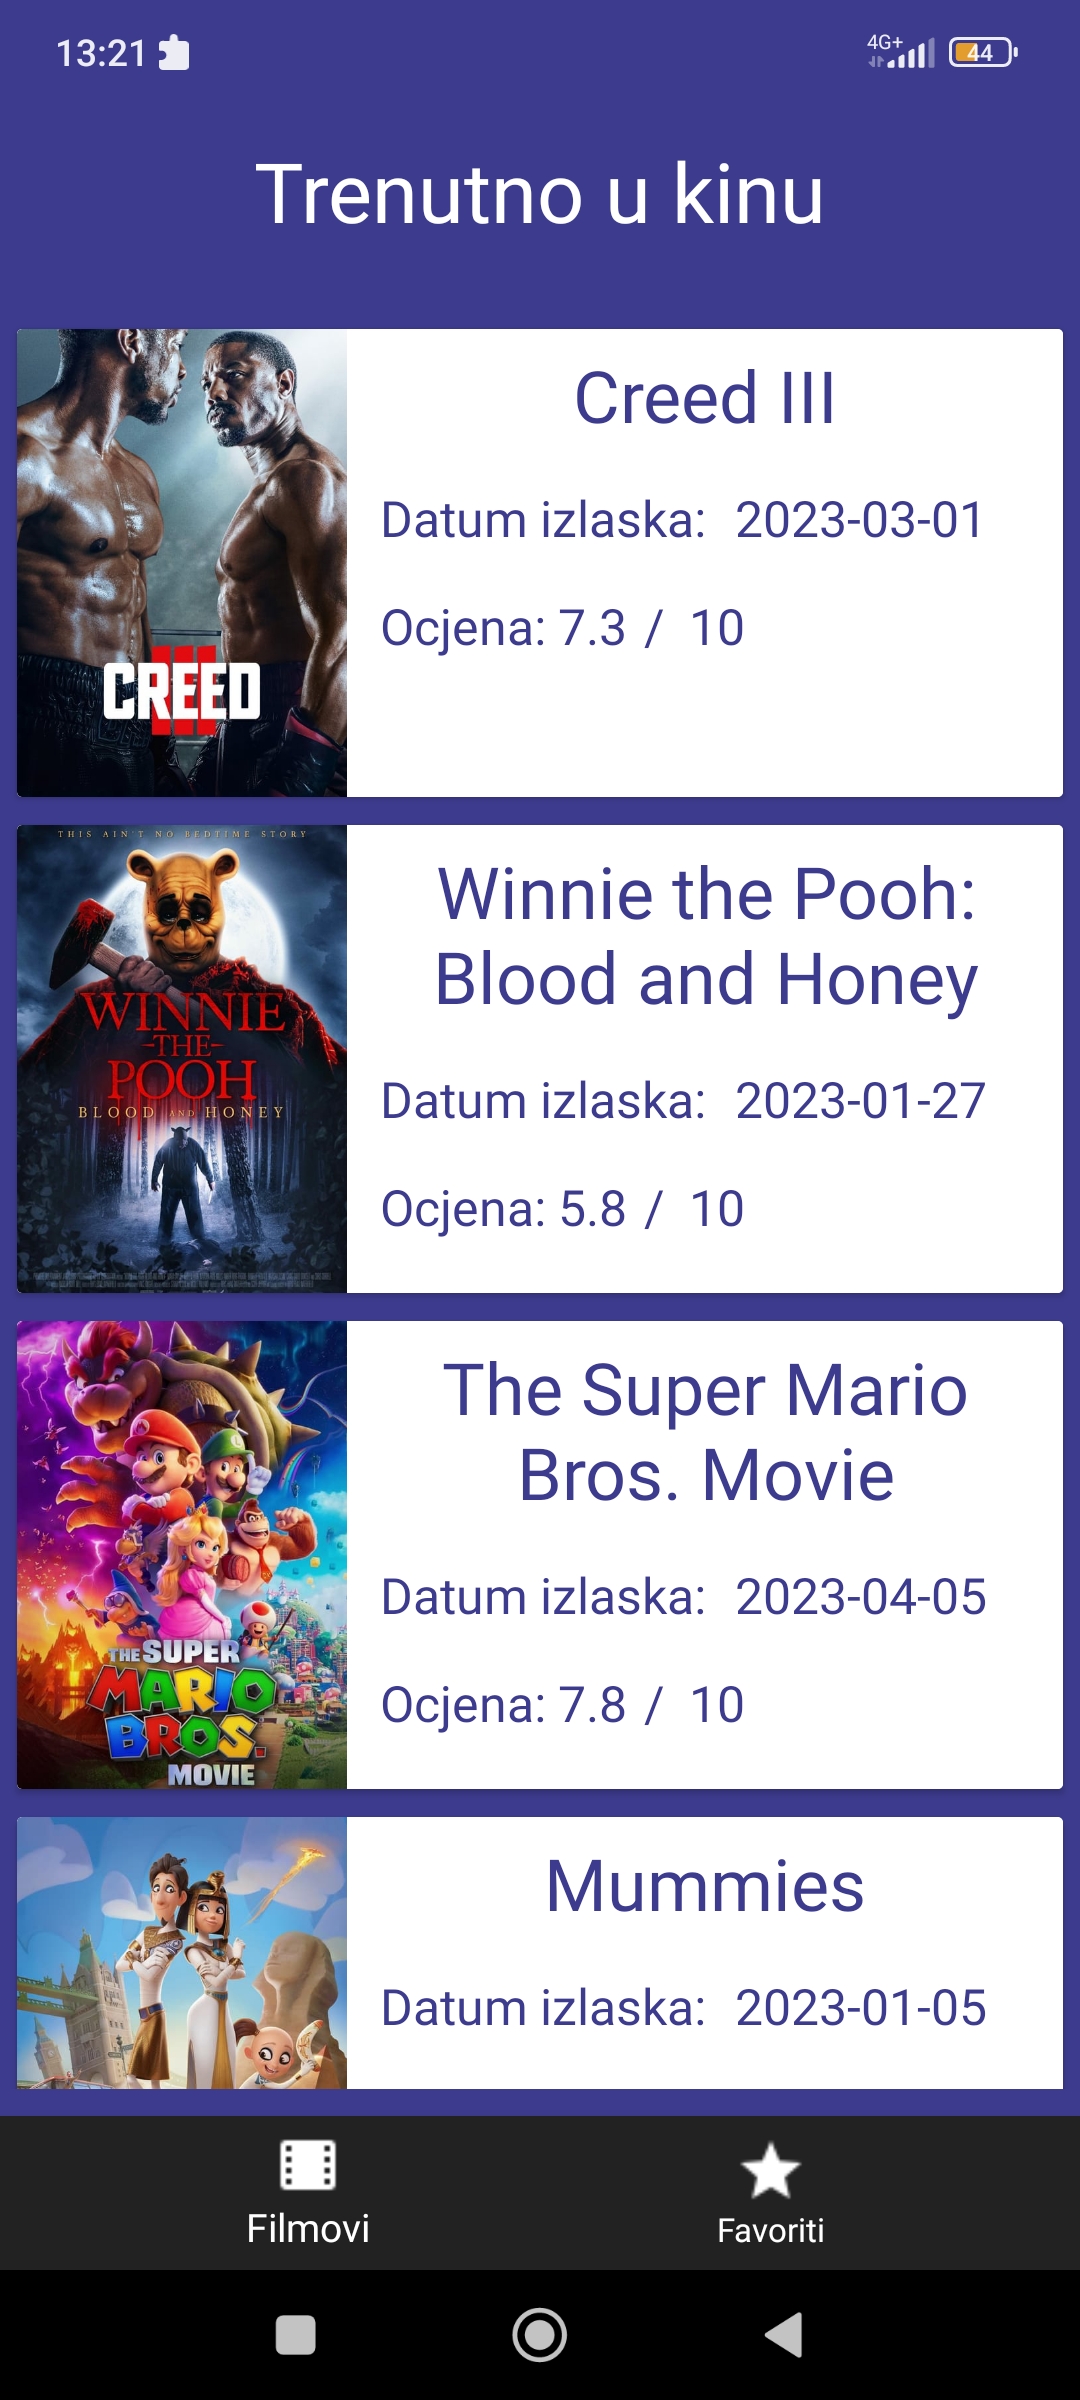 13:21
4G+
44
Trenutno u kinu
CREED
III
Creed III
Datum izlaska: 2023-03-01
Ocjena: 7.3 / 10
THIS AIN'T NO BEDTIME STORY
WINNIE
-THE-
POOH
BLOOD AND HONEY
Winnie the Pooh:
Blood and Honey
Datum izlaska: 2023-01-27
Ocjena: 5.8 / 10
THE SUPER
MARIO
BROS.
MOVIE
The Super Mario
Bros. Movie
Datum izlaska: 2023-04-05
Ocjena: 7.8 / 10
Mummies
Datum izlaska: 2023-01-05
Filmovi
Favoriti